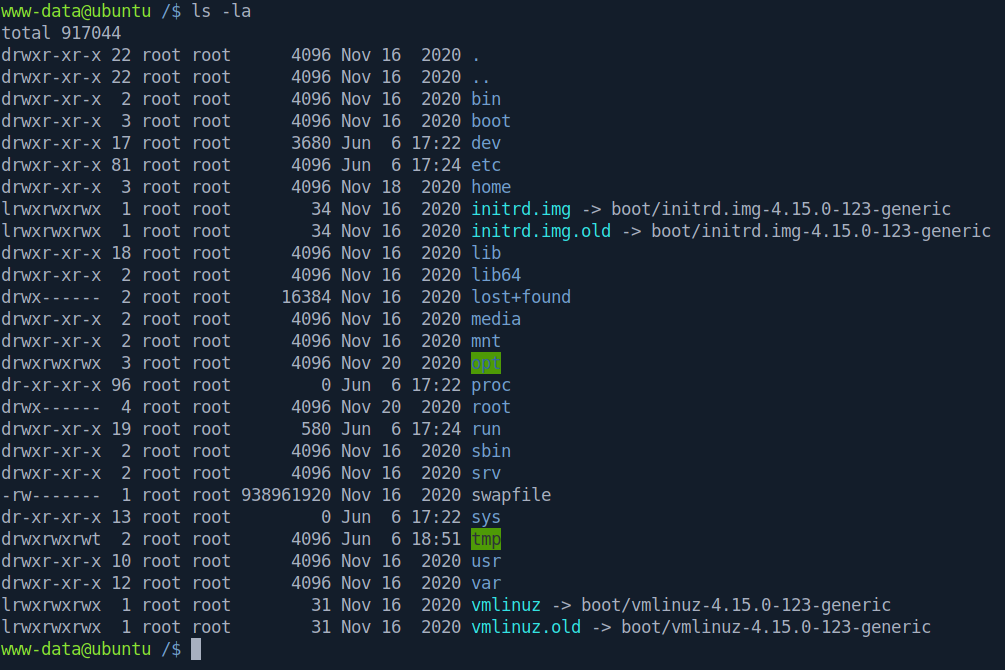 www-data@ubuntu /$ ls -la
total 917044
drwxr-xr-x 22 root root      4096 Nov 16  2020 .
drwxr-xr-x 22 root root      4096 Nov 16  2020 ..
drwxr-xr-x  2 root root      4096 Nov 16  2020 bin
drwxr-xr-x  3 root root      4096 Nov 16  2020 boot
drwxr-xr-x 17 root root      3680 Jun  6 17:22 dev
drwxr-xr-x 81 root root      4096 Jun  6 17:24 etc
drwxr-xr-x  3 root root      4096 Nov 18  2020 home
lrwxrwxrwx  1 root root        34 Nov 16  2020 initrd.img -> boot/initrd.img-4.15.0-123-generic
lrwxrwxrwx  1 root root        34 Nov 16  2020 initrd.img.old -> boot/initrd.img-4.15.0-123-generic
drwxr-xr-x 18 root root      4096 Nov 16  2020 lib
drwxr-xr-x  2 root root      4096 Nov 16  2020 lib64
drwx------  2 root root     16384 Nov 16  2020 lost+found
drwxr-xr-x  2 root root      4096 Nov 16  2020 media
drwxr-xr-x  2 root root      4096 Nov 16  2020 mnt
drwxrwxrwx  3 root root      4096 Nov 20  2020 opt
dr-xr-xr-x 96 root root         0 Jun  6 17:22 proc
drwx------  4 root root      4096 Nov 20  2020 root
drwxr-xr-x 19 root root       580 Jun  6 17:24 run
drwxr-xr-x  2 root root      4096 Nov 16  2020 sbin
drwxr-xr-x  2 root root      4096 Nov 16  2020 srv
-rw-------  1 root root 938961920 Nov 16  2020 swapfile
dr-xr-xr-x 13 root root         0 Jun  6 17:22 sys
drwxrwxrwt  2 root root      4096 Jun  6 18:51 tmp
drwxr-xr-x 10 root root      4096 Nov 16  2020 usr
drwxr-xr-x 12 root root      4096 Nov 16  2020 var
lrwxrwxrwx  1 root root        31 Nov 16  2020 vmlinuz -> boot/vmlinuz-4.15.0-123-generic
lrwxrwxrwx  1 root root        31 Nov 16  2020 vmlinuz.old -> boot/vmlinuz-4.15.0-123-generic
www-data@ubuntu /$